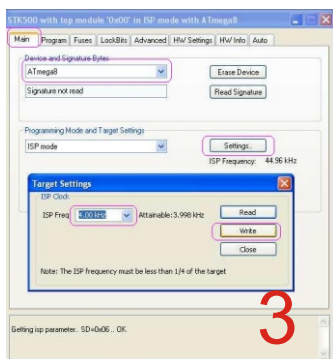 STK500 with top module '0x00' in ISP mode with ATmega8
Main Program Fuses LockBits Advanced HW Settings HW Info Auto
Device and Signature Bytes
ATmega8 Erase Device
Signature not read Read Signature
Programming Mode and Target Settings
ISP mode Settings..
ISP Frequency: 44.96 kHz
Target Settings
ISP Clock
ISP Freq: 4.00 kHz Attainable: 3.998 kHz Read
Write
Close
Note: The ISP frequency must be less than 1/4 of the target
Getting isp parameter.. SD=0x06 .. OK.
3